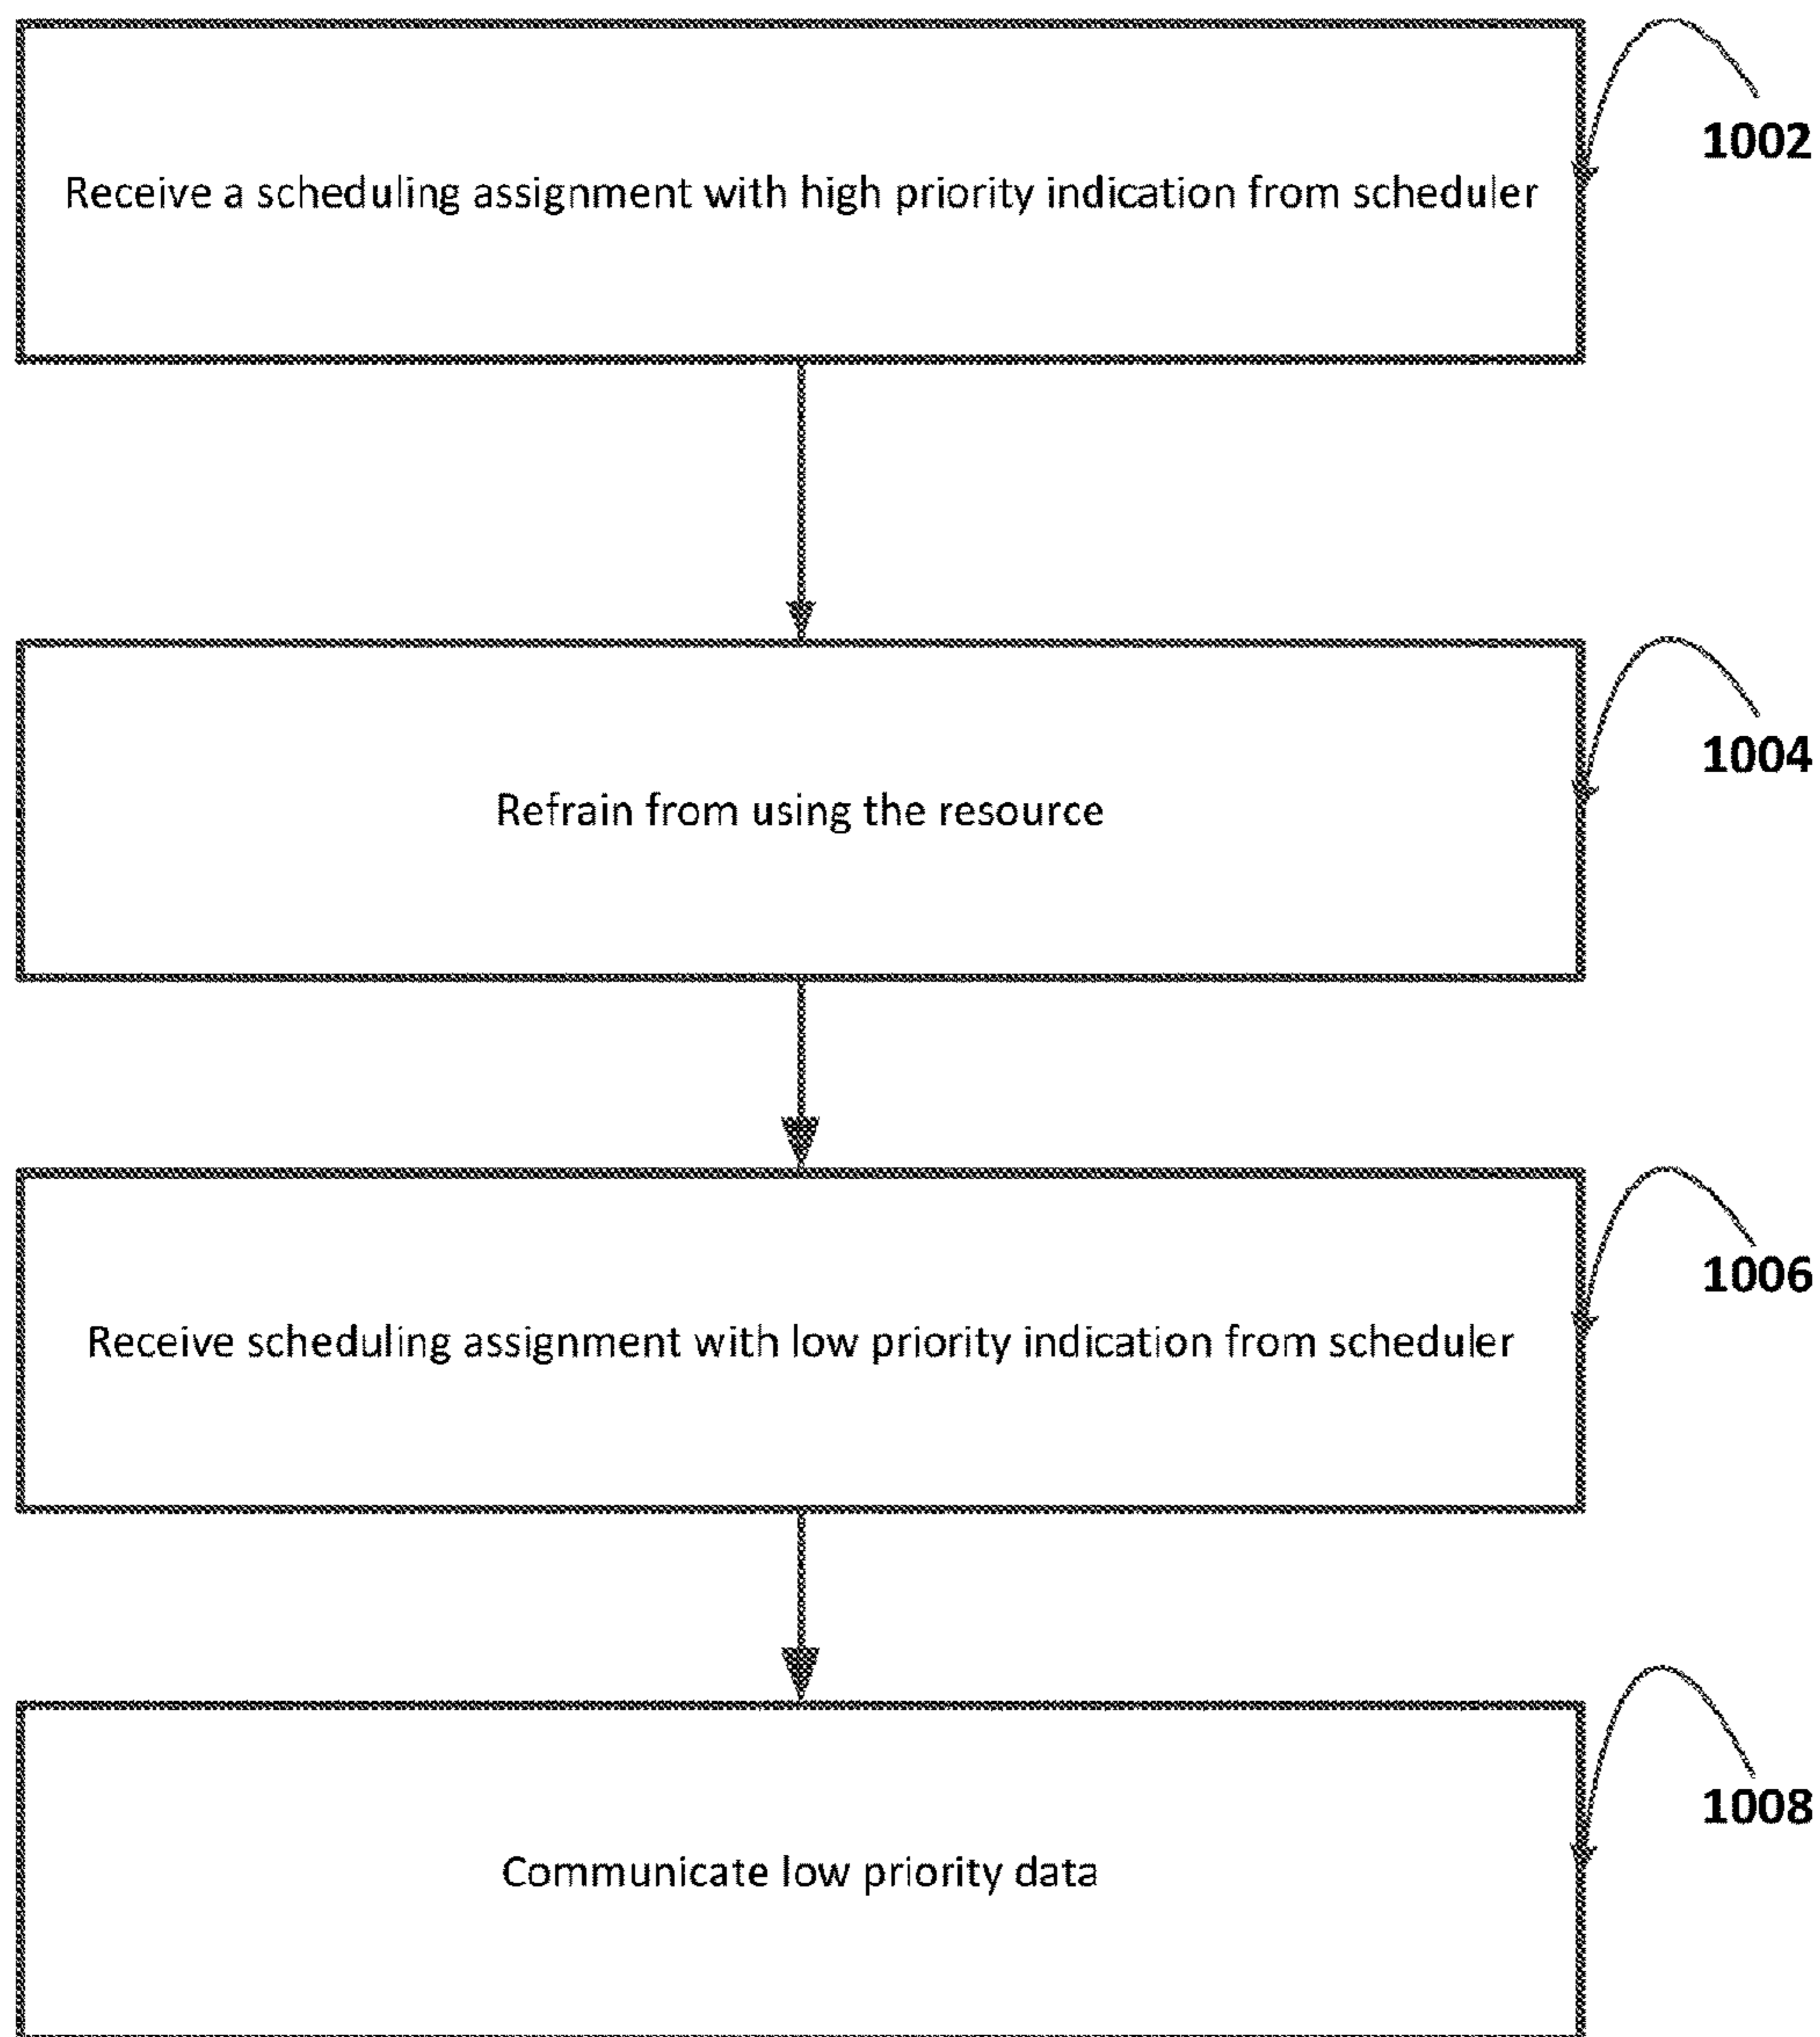 Receive a scheduling assignment with high priority indication from scheduler
1002
Refrain from using the resource
1004
Receive scheduling assignment with low priority indication from scheduler
1006
Communicate low priority data
1008